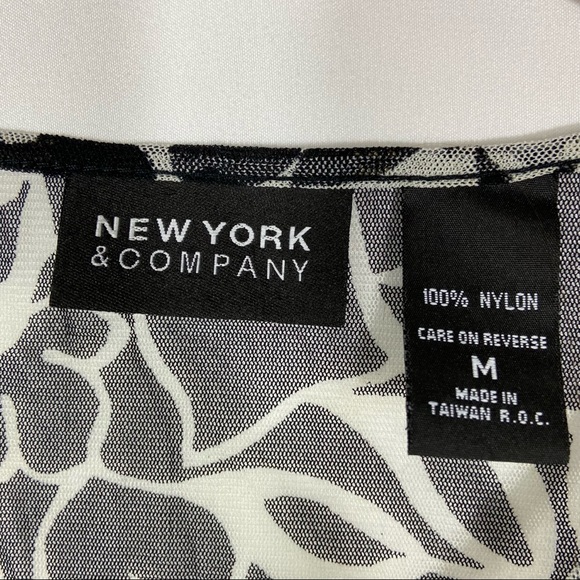 NEW YORK
& COMPANY
100% NYLON
CARE ON REVERSE
M
MADE IN
TAIWAN R.O.C.